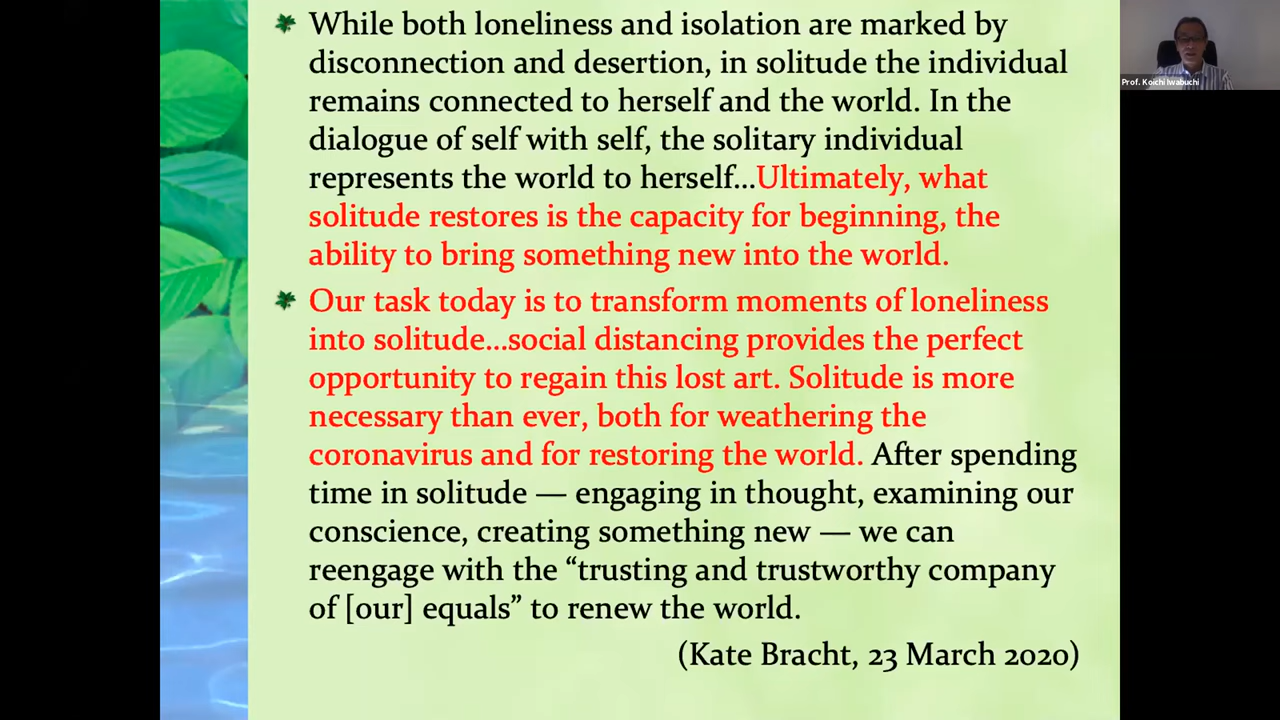 While both loneliness and isolation are marked by
disconnection and desertion, in solitude the individual
remains connected to herself and the world. In the
dialogue of self with self, the solitary individual
represents the world to herself...Ultimately, what
solitude restores is the capacity for beginning, the
ability to bring something new into the world.
Our task today is to transform moments of loneliness
into solitude...social distancing provides the perfect
opportunity to regain this lost art. Solitude is more
necessary than ever, both for weathering the
coronavirus and for restoring the world. After spending
time in solitude — engaging in thought, examining our
conscience, creating something new — we can
reengage with the “trusting and trustworthy company
of [our] equals” to renew the world.
(Kate Bracht, 23 March 2020)
Prof. Koichi Iwabuchi